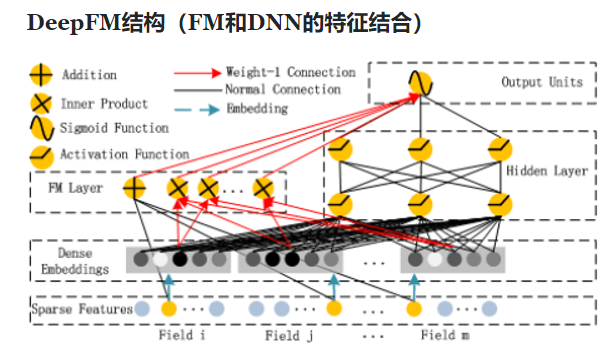 DeepFM结构（FM和DNN的特征结合）
Addition
Inner Product
Sigmoid Function
Activation Function
Weight-1 Connection
Normal Connection
Embedding
Output Units
Hidden Layer
FM Layer
...
Dense
Embeddings
...
Sparse Features
... ... ... ...
Field i Field j ... Field m